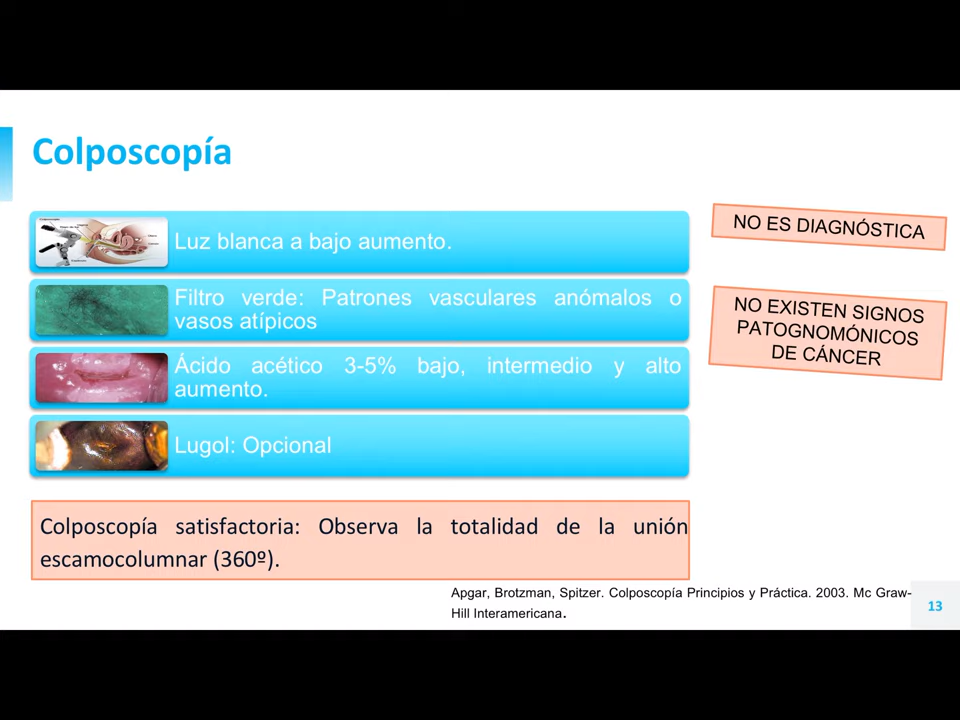 Colposcopía
Luz blanca a bajo aumento.
Filtro verde: Patrones vasculares anómalos o
vasos atípicos
Ácido acético 3-5% bajo, intermedio y alto
aumento.
Lugol: Opcional
NO ES DIAGNÓSTICA
NO EXISTEN SIGNOS
PATOGNOMÓNICOS
DE CÁNCER
Colposcopía satisfactoria: Observa la totalidad de la unión
escamocolumnar (360º).
Apgar, Brotzman, Spitzer. Colposcopía Principios y Práctica. 2003. Mc Graw-
Hill Interamericana.
13